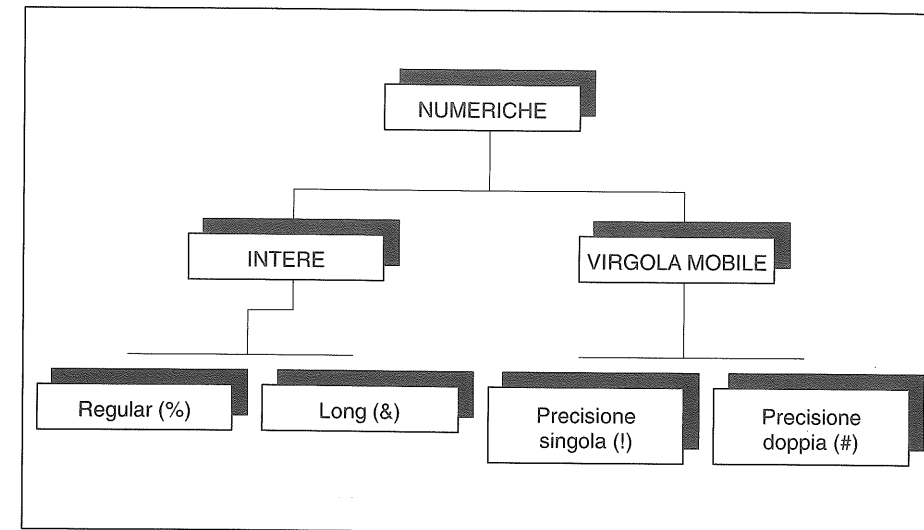 NUMERICHE
INTERE
VIRGOLA MOBILE
Regular (%)
Long (&)
Precisione
singola (!)
Precisione
doppia (#)